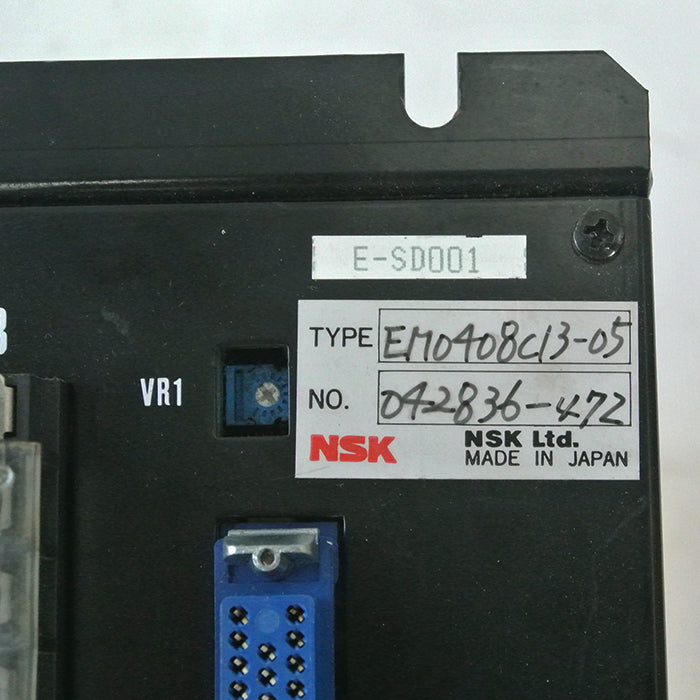 E-SD001
TYPE EM0408C13-05
VR1
NO. 042836-472
NSK
NSK Ltd.
MADE IN JAPAN